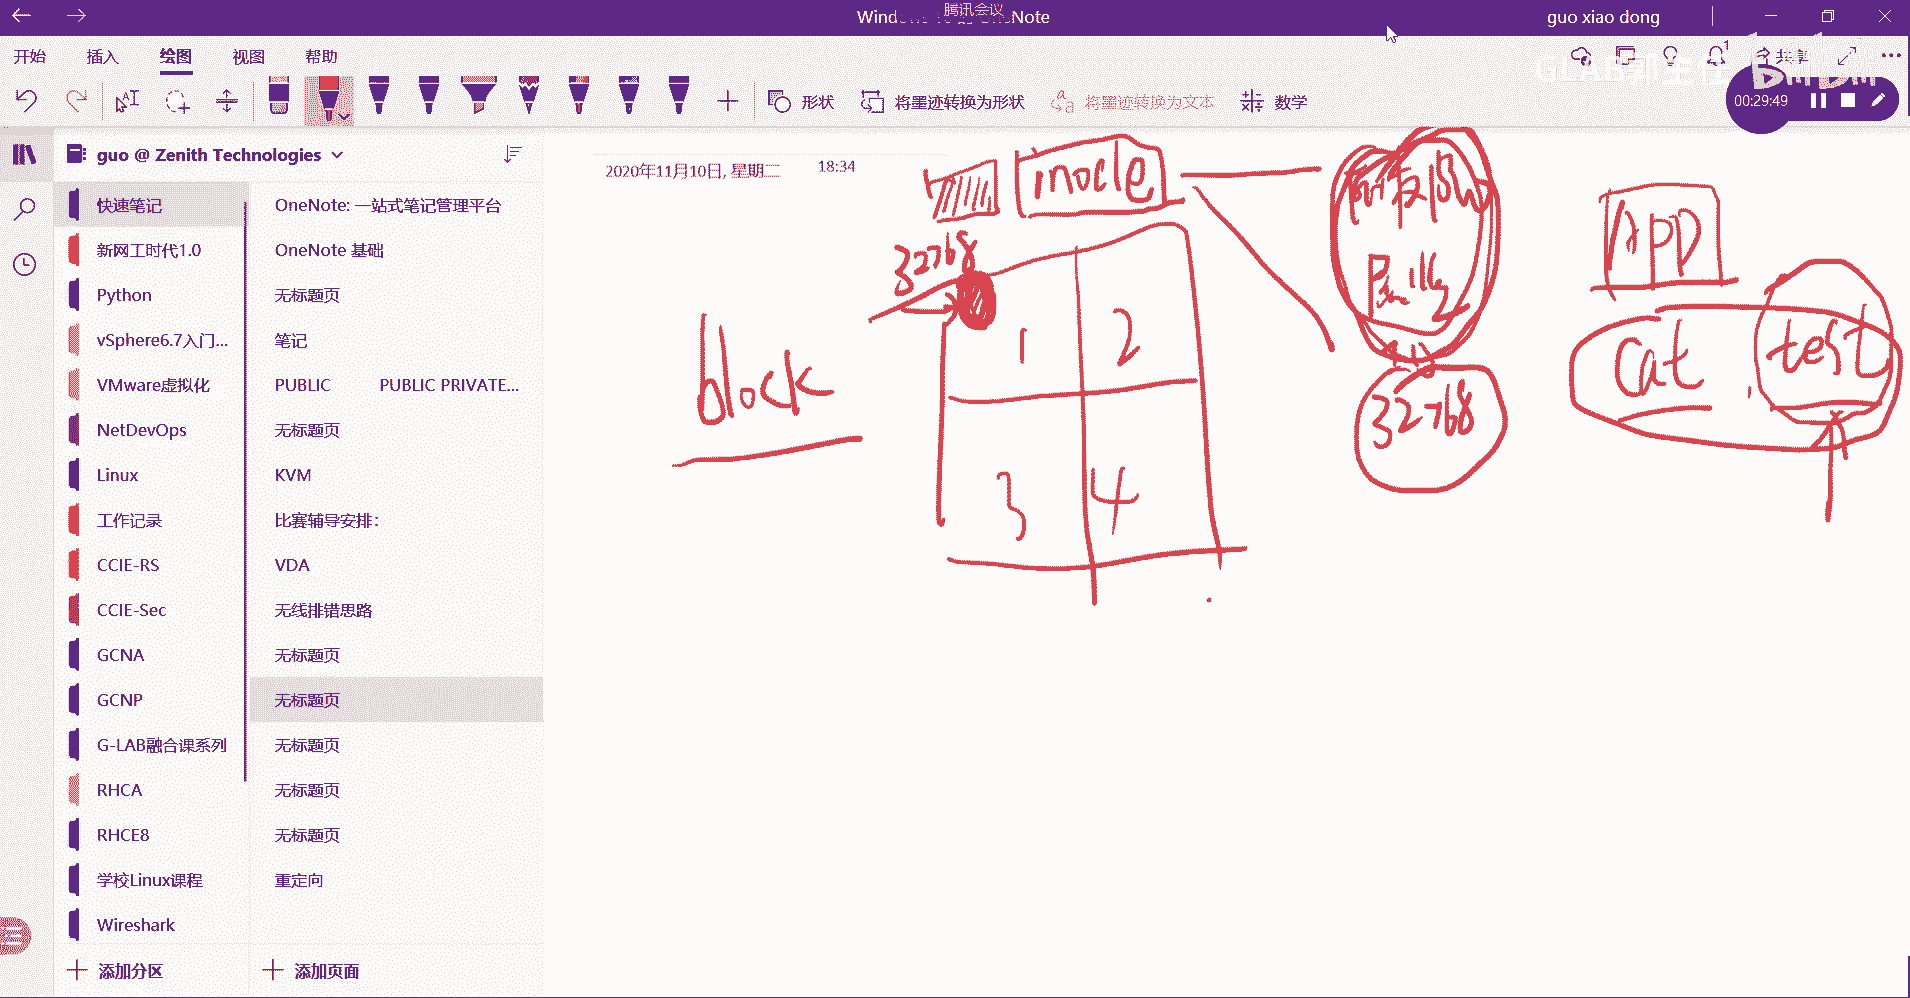 腾讯会议
guo xiao dong
开始 插入 绘图 视图 帮助
共享
00:29:49
形状 将墨迹转换为形状 将墨迹转换为文本 数学
guo @ Zenith Technologies
快速笔记
新网工时代1.0
Python
vSphere6.7入门...
VMware虚拟化
NetDevOps
Linux
工作记录
CCIE-RS
CCIE-Sec
GCNA
GCNP
G-LAB融合课系列
RHCA
RHCE8
学校Linux课程
Wireshark
添加分区
OneNote: 一站式笔记管理平台
OneNote 基础
无标题页
笔记
PUBLIC PUBLIC PRIVATE...
无标题页
KVM
比赛辅导安排：
VDA
无线排错思路
无标题页
无标题页
无标题页
无标题页
无标题页
重定向
添加页面
2020年11月10日, 星期二 18:34
inode
32768
block
1 2
3 4
32768
APP
cat test